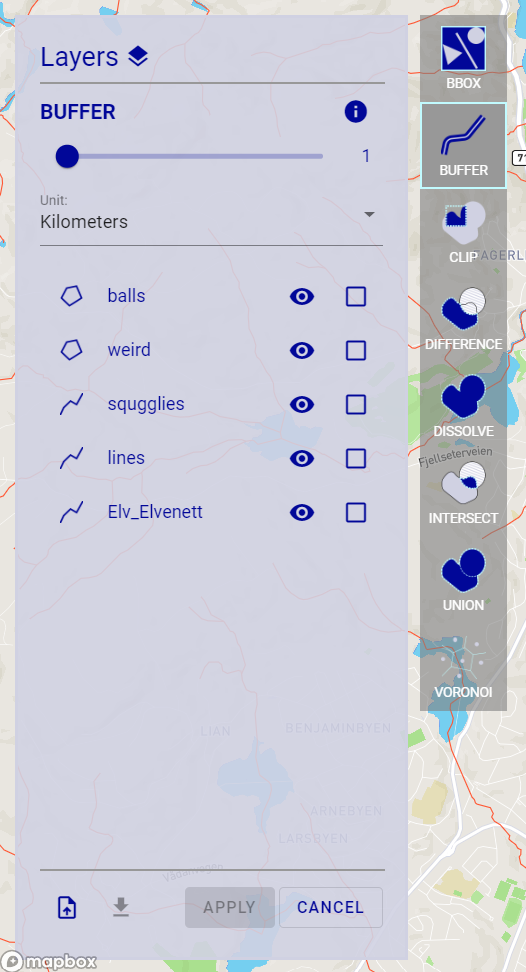 Layers
BUFFER
1
Unit:
Kilometers
balls
weird
squgglies
lines
Elv_Elvenett
APPLY
CANCEL
BBOX
BUFFER
CLIP
DIFFERENCE
DISSOLVE
INTERSECT
UNION
VORONOI
Fjellseterveien
LIAN
BENJAMINBYEN
ARNEBYEN
LARSBYEN
mapbox